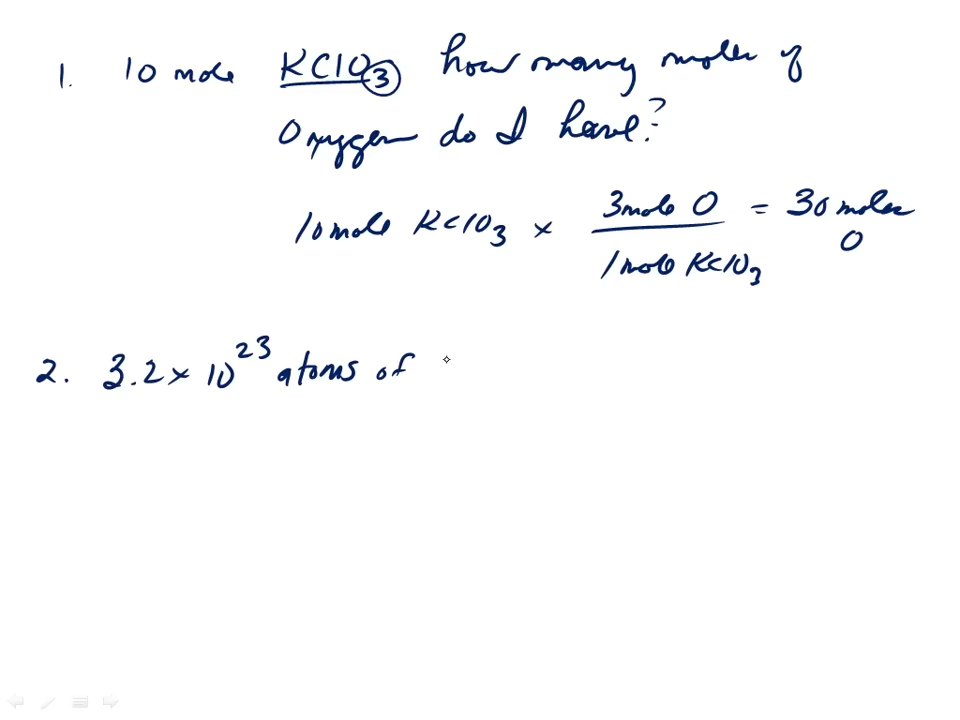 1. 10 mole KClO3 how many moles of
Oxygen do I have?
10 mole KClO3 × 3 mole O / 1 mole KClO3 = 30 moles O
2. 3.2 × 10^23 atoms of